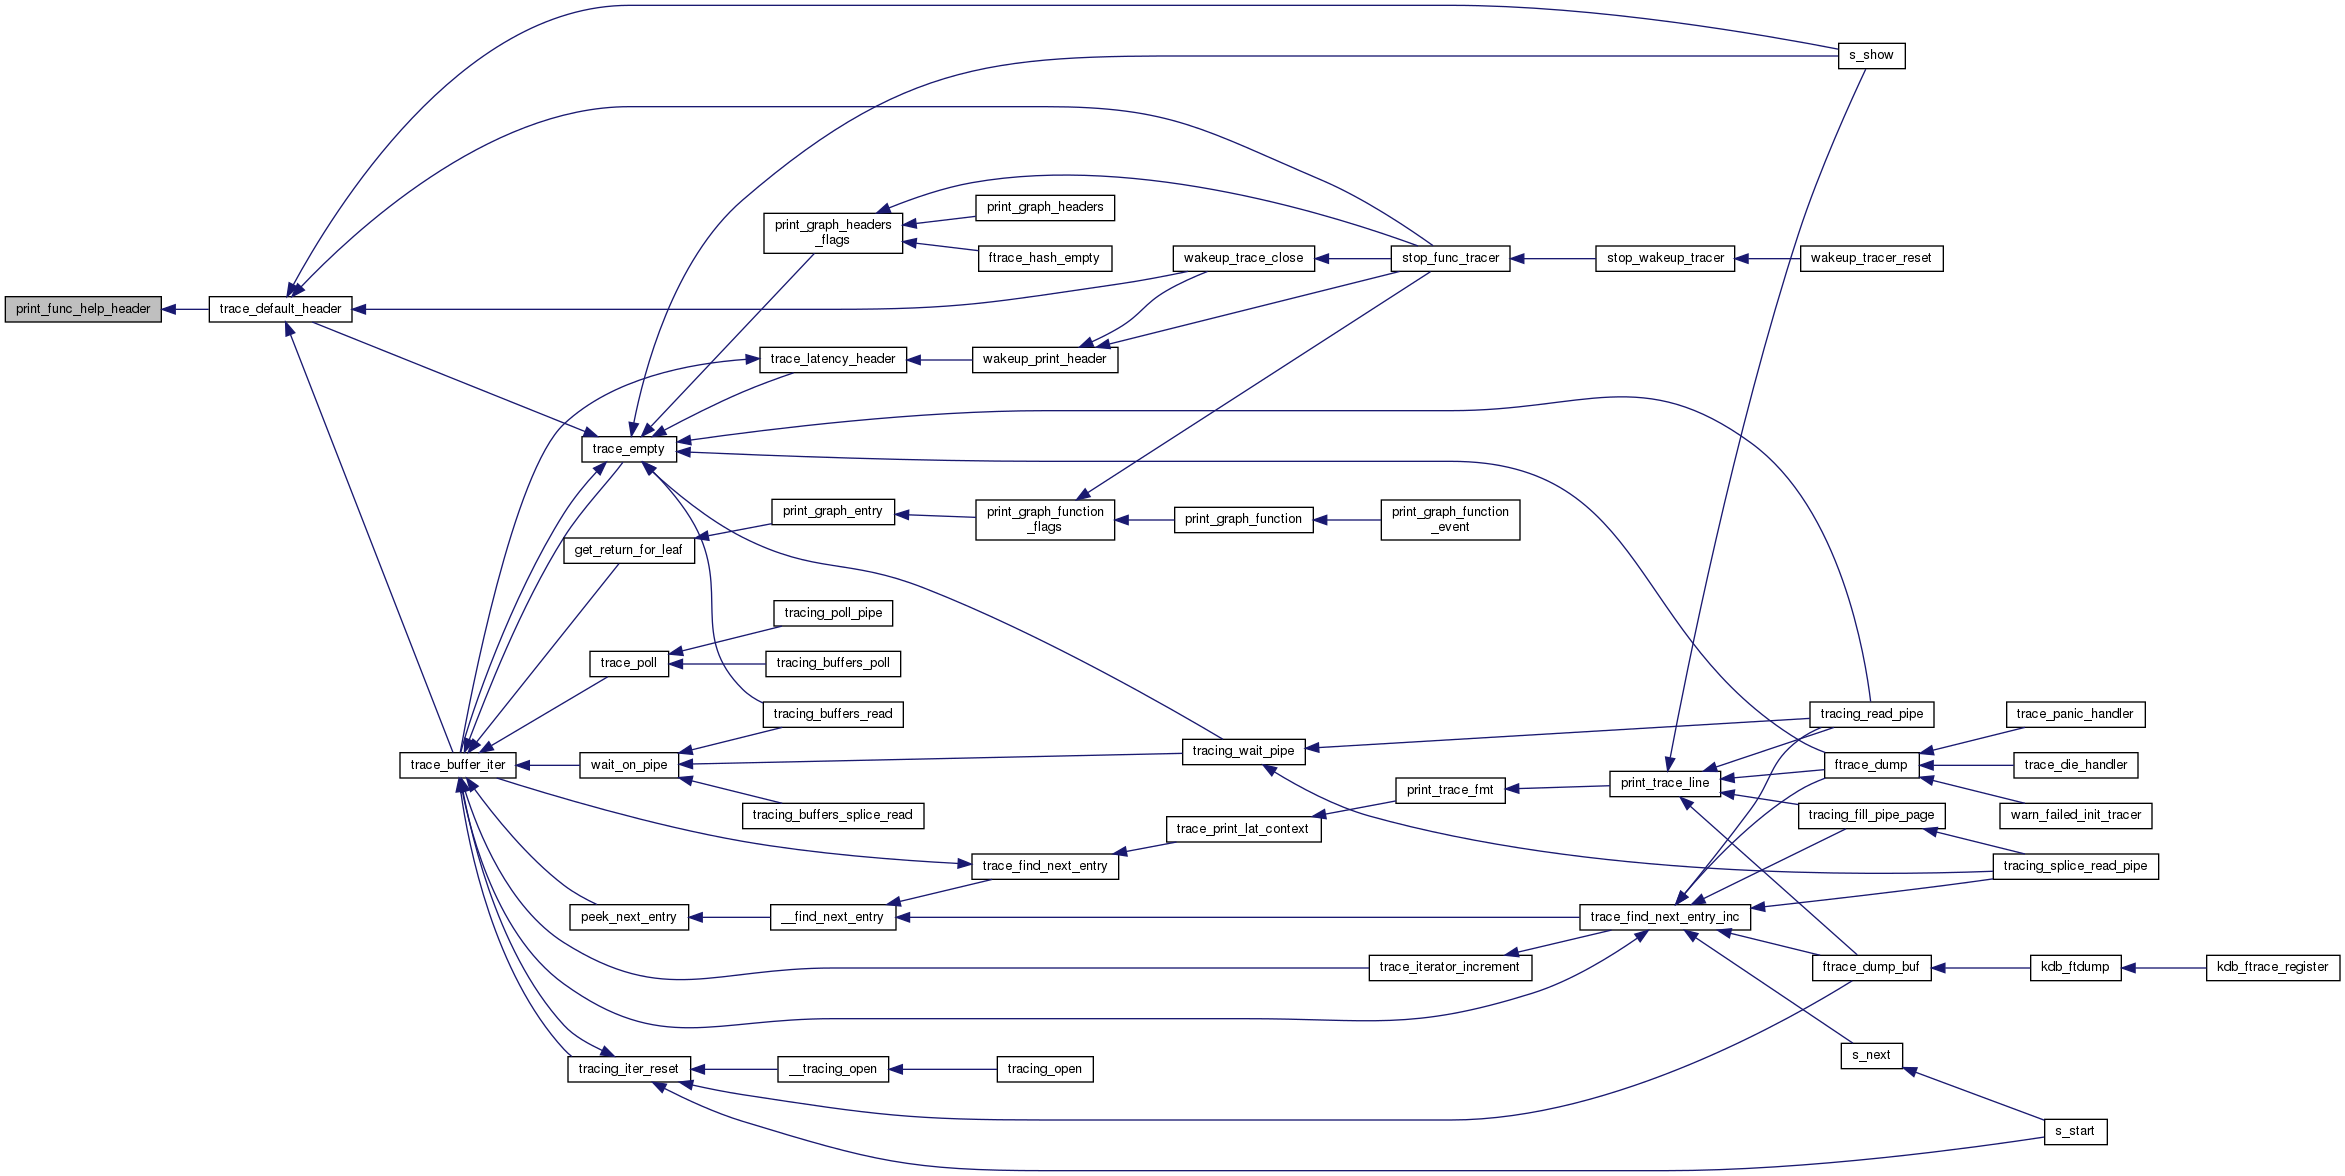 s_show
print_graph_headers
print_graph_headers
_flags
ftrace_hash_empty
wakeup_trace_close
stop_func_tracer
stop_wakeup_tracer
wakeup_tracer_reset
print_func_help_header
trace_default_header
trace_latency_header
wakeup_print_header
trace_empty
print_graph_entry
print_graph_function
_flags
print_graph_function
print_graph_function
_event
get_return_for_leaf
tracing_poll_pipe
trace_poll
tracing_buffers_poll
tracing_buffers_read
tracing_read_pipe
trace_panic_handler
trace_buffer_iter
wait_on_pipe
tracing_wait_pipe
ftrace_dump
trace_die_handler
print_trace_line
print_trace_fmt
tracing_buffers_splice_read
tracing_fill_pipe_page
warn_failed_init_tracer
trace_print_lat_context
trace_find_next_entry
tracing_splice_read_pipe
peek_next_entry
__find_next_entry
trace_find_next_entry_inc
trace_iterator_increment
ftrace_dump_buf
kdb_ftdump
kdb_ftrace_register
s_next
tracing_iter_reset
__tracing_open
tracing_open
s_start